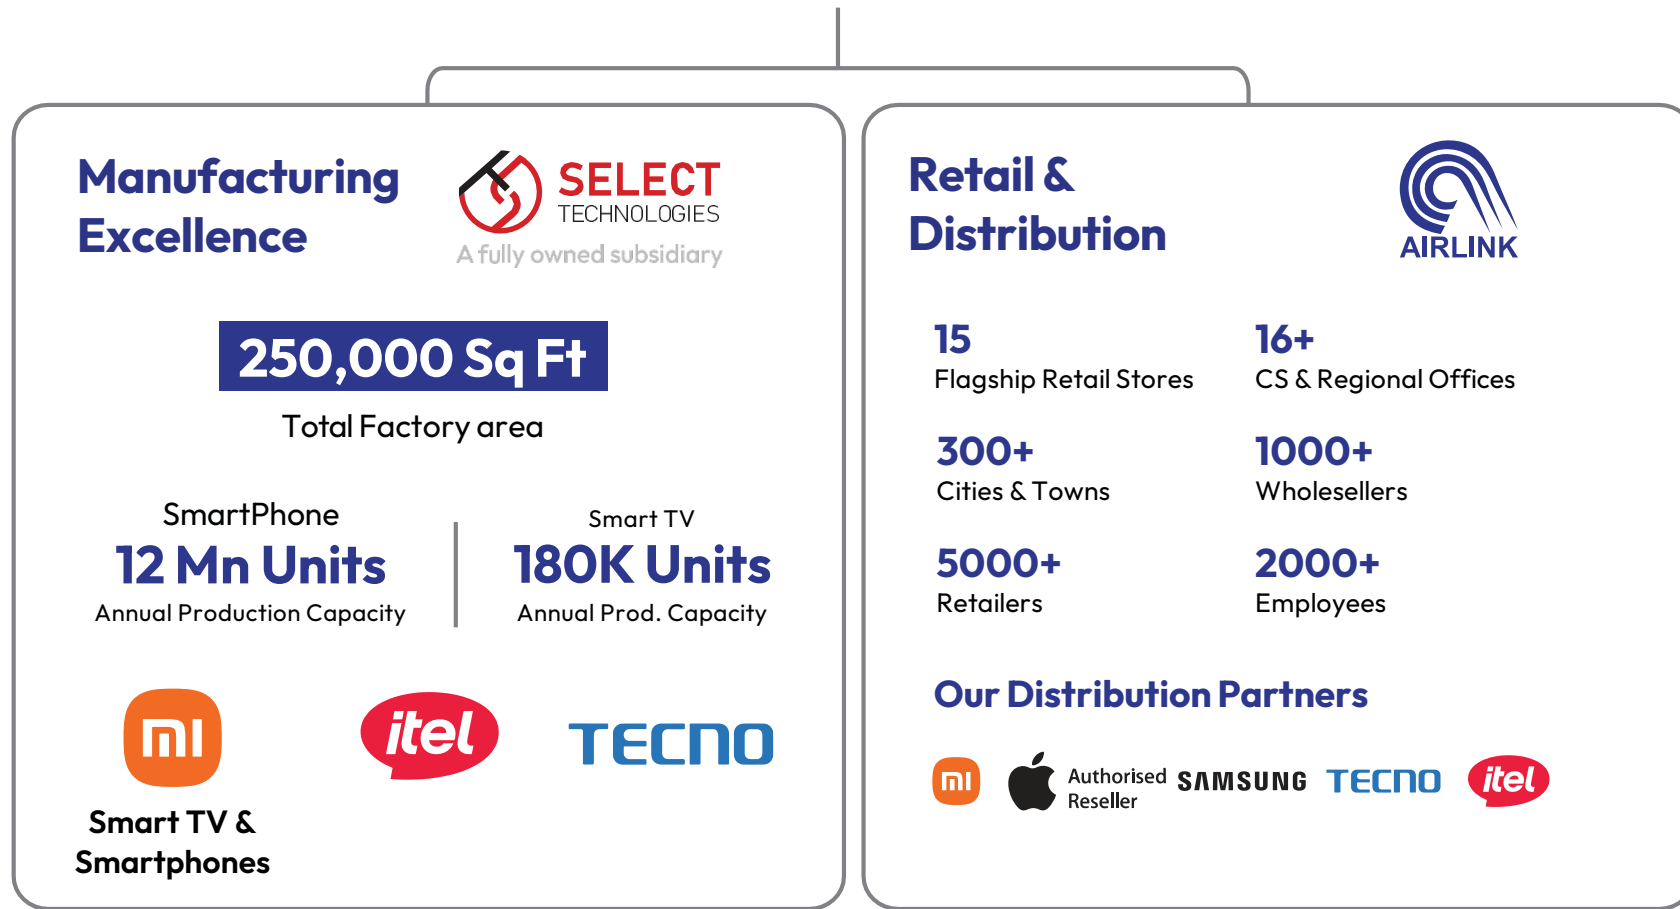 Manufacturing
Excellence
SELECT
TECHNOLOGIES
A fully owned subsidiary
250,000 Sq Ft
Total Factory area
SmartPhone
12 Mn Units
Annual Production Capacity
Smart TV
180K Units
Annual Prod. Capacity
mi
itel
TECNO
Smart TV &
Smartphones
Retail &
Distribution
AIRLINK
15
Flagship Retail Stores
16+
CS & Regional Offices
300+
Cities & Towns
1000+
Wholesellers
5000+
Retailers
2000+
Employees
Our Distribution Partners
mi
Authorised
Reseller
SAMSUNG
TECNO
itel